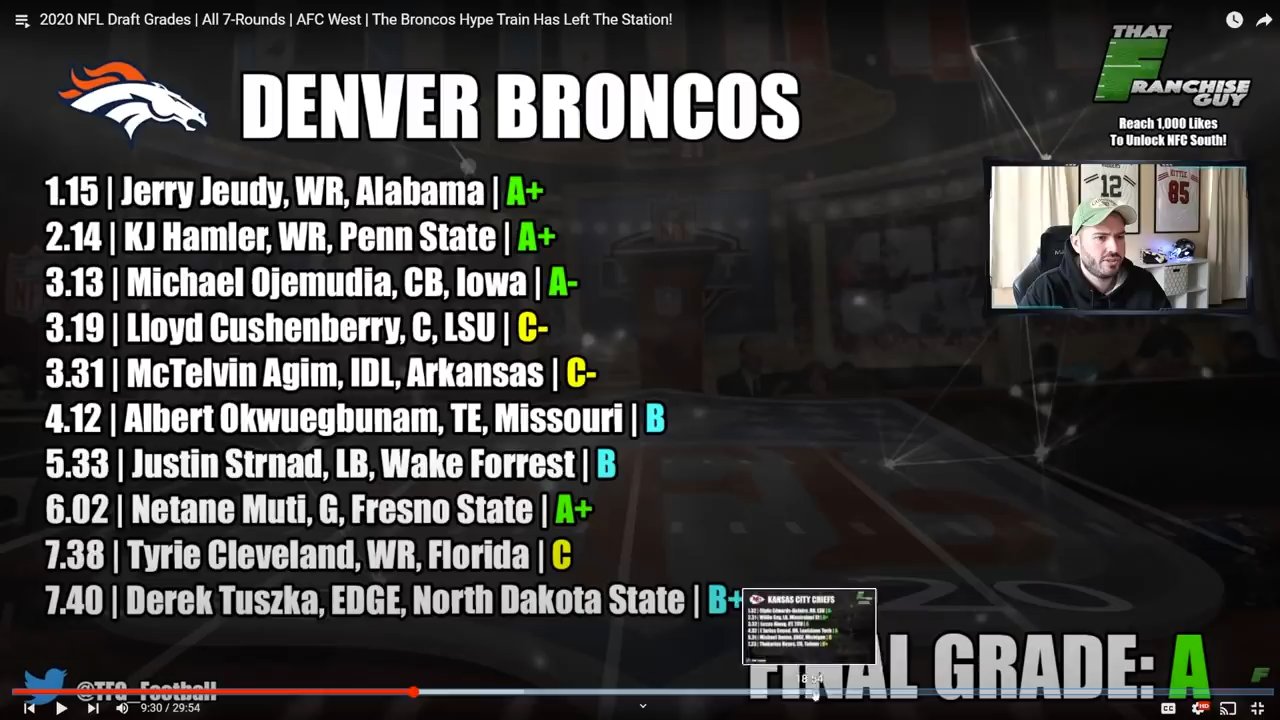 2020 NFL Draft Grades | All 7-Rounds | AFC West | The Broncos Hype Train Has Left The Station!
THAT
FRANCHISE
GUY
Reach 1,000 Likes
To Unlock NFC South!
DENVER BRONCOS
12
85
1.15 | Jerry Jeudy, WR, Alabama | A+
2.14 | KJ Hamler, WR, Penn State | A+
3.13 | Michael Ojemudia, CB, Iowa | A-
3.19 | Lloyd Cushenberry, C, LSU | C-
3.31 | McTelvin Agim, IDL, Arkansas | C-
4.12 | Albert Okwuegbunam, TE, Missouri | B
5.33 | Justin Strnad, LB, Wake Forrest | B
6.02 | Netane Muti, G, Fresno State | A+
7.38 | Tyrie Cleveland, WR, Florida | C
7.40 | Derek Tuszka, EDGE, North Dakota State | B+
KANSAS CITY CHIEFS
FINAL GRADE: A
18:54
@TFG_Football
9:30 / 29:54
CC
HD